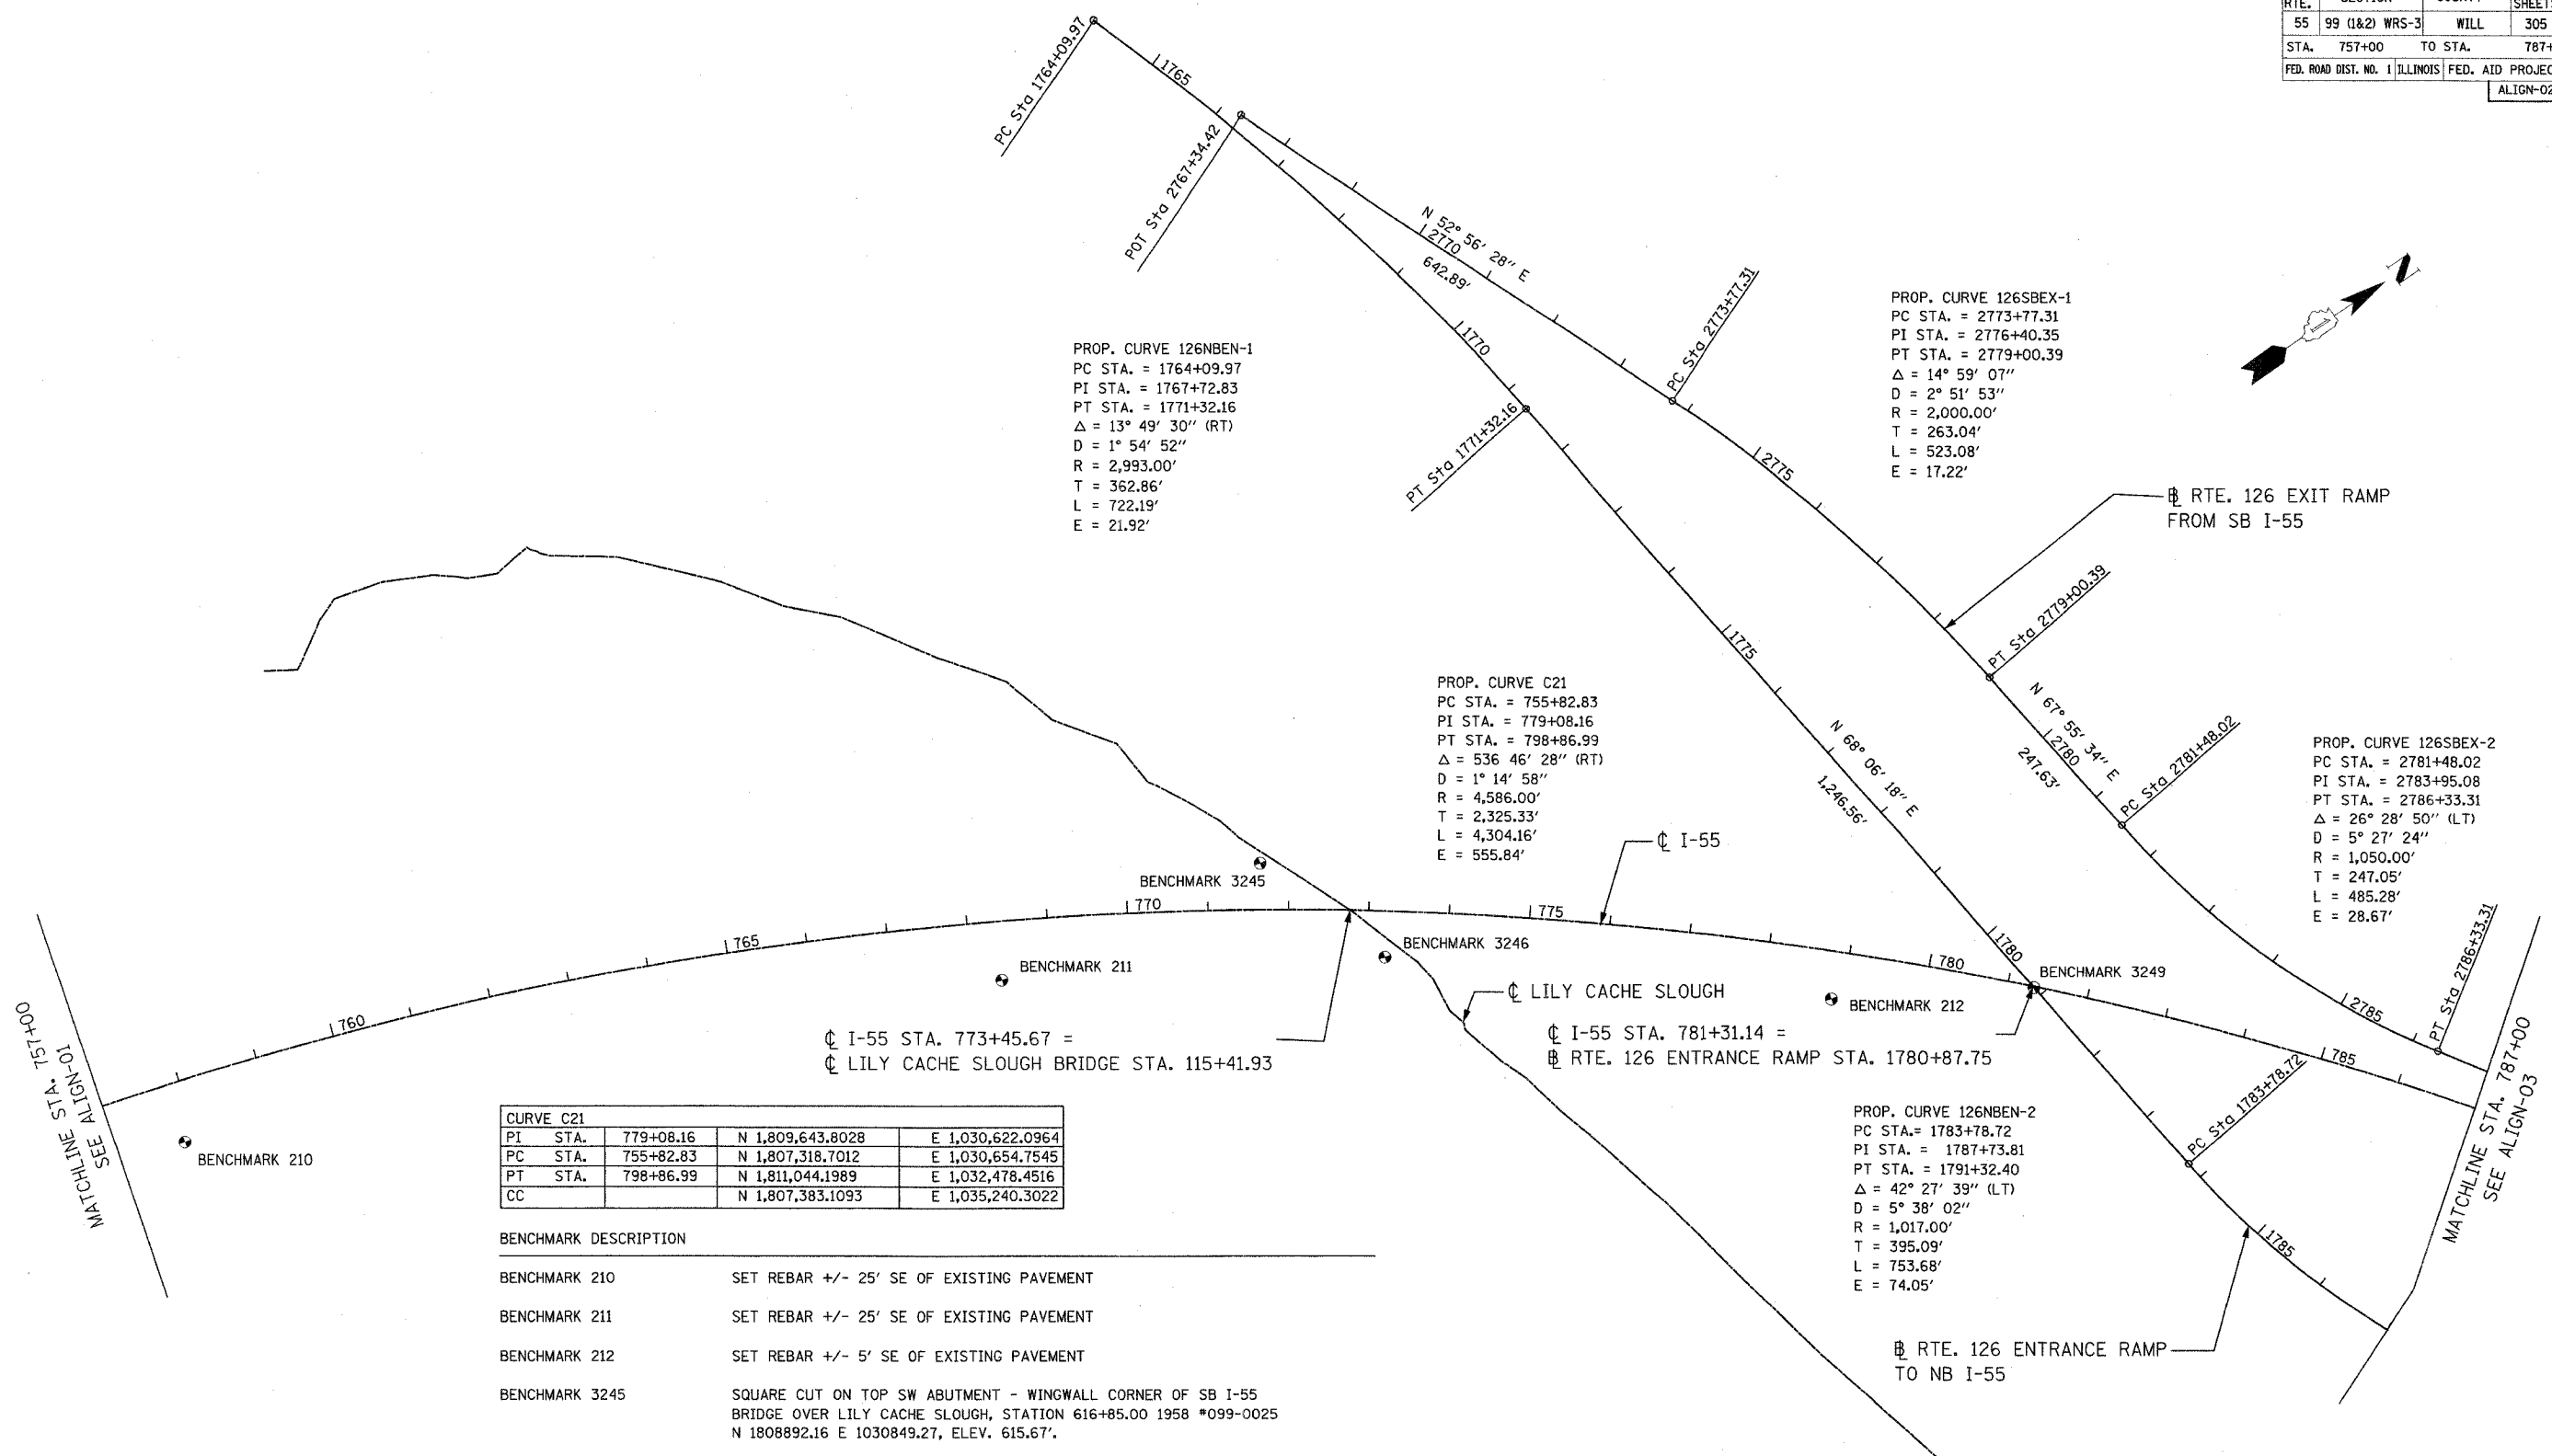 RTE.
55 99 (1&2) WRS-3 WILL 305
STA. 757+00 TO STA. 787+
FED. ROAD DIST. NO. 1 ILLINOIS FED. AID
ALIGN-02
PC Sta 1764+09.97
1765
POT Sta 2767+34.42
N 52° 56' 28" E
2770
642.89'
PC Sta 2773+77.31
N
PROP. CURVE 126SBEX-1
PC STA. = 2773+77.31
PI STA. = 2776+40.35
PT STA. = 2779+00.39
Δ = 14° 59' 07"
D = 2° 51' 53"
R = 2,000.00'
T = 263.04'
L = 523.08'
E = 17.22'
PROP. CURVE 126NBEN-1
PC STA. = 1764+09.97
PI STA. = 1767+72.83
PT STA. = 1771+32.16
Δ = 13° 49' 30" (RT)
D = 1° 54' 52"
R = 2,993.00'
T = 362.86'
L = 722.19'
E = 21.92'
1770
PT Sta 1771+32.16
2775
℄ RTE. 126 EXIT RAMP
FROM SB I-55
PT Sta 2779+00.39
1775
N 67° 55' 34" E
2780
247.63'
PC Sta 2781+48.02
PROP. CURVE C21
PC STA. = 755+82.83
PI STA. = 779+08.16
PT STA. = 798+86.99
Δ = 536 46' 28" (RT)
D = 1° 14' 58"
R = 4,586.00'
T = 2,325.33'
L = 4,304.16'
E = 555.84'
N 68° 06' 18" E
1,246.56'
PROP. CURVE 126SBEX-2
PC STA. = 2781+48.02
PI STA. = 2783+95.08
PT STA. = 2786+33.31
Δ = 26° 28' 50" (LT)
D = 5° 27' 24"
R = 1,050.00'
T = 247.05'
L = 485.28'
E = 28.67'
℄ I-55
BENCHMARK 3245
770
775
765
760
780
1780
785
2785
PT Sta 2786+33.31
BENCHMARK 3246
BENCHMARK 211
BENCHMARK 3249
BENCHMARK 212
℄ LILY CACHE SLOUGH
MATCHLINE STA. 757+00
SEE ALIGN-01
BENCHMARK 210
℄ I-55 STA. 773+45.67 =
℄ LILY CACHE SLOUGH BRIDGE STA. 115+41.93
℄ I-55 STA. 781+31.14 =
℄ RTE. 126 ENTRANCE RAMP STA. 1780+87.75
MATCHLINE STA. 787+00
SEE ALIGN-03
PC Sta 1783+78.72
1785
PROP. CURVE 126NBEN-2
PC STA.= 1783+78.72
PI STA. = 1787+73.81
PT STA. = 1791+32.40
Δ = 42° 27' 39" (LT)
D = 5° 38' 02"
R = 1,017.00'
T = 395.09'
L = 753.68'
E = 74.05'
℄ RTE. 126 ENTRANCE RAMP
TO NB I-55
CURVE C21
PI STA. 779+08.16 N 1,809,643.8028 E 1,030,622.0964
PC STA. 755+82.83 N 1,807,318.7012 E 1,030,654.7545
PT STA. 798+86.99 N 1,811,044.1989 E 1,032,478.4516
CC N 1,807,383.1093 E 1,035,240.3022
BENCHMARK DESCRIPTION
BENCHMARK 210 SET REBAR +/- 25' SE OF EXISTING PAVEMENT
BENCHMARK 211 SET REBAR +/- 25' SE OF EXISTING PAVEMENT
BENCHMARK 212 SET REBAR +/- 5' SE OF EXISTING PAVEMENT
BENCHMARK 3245 SQUARE CUT ON TOP SW ABUTMENT - WINGWALL CORNER OF SB I-55
BRIDGE OVER LILY CACHE SLOUGH, STATION 616+85.00 1958 #099-0025
N 1808892.16 E 1030849.27, ELEV. 615.67'.